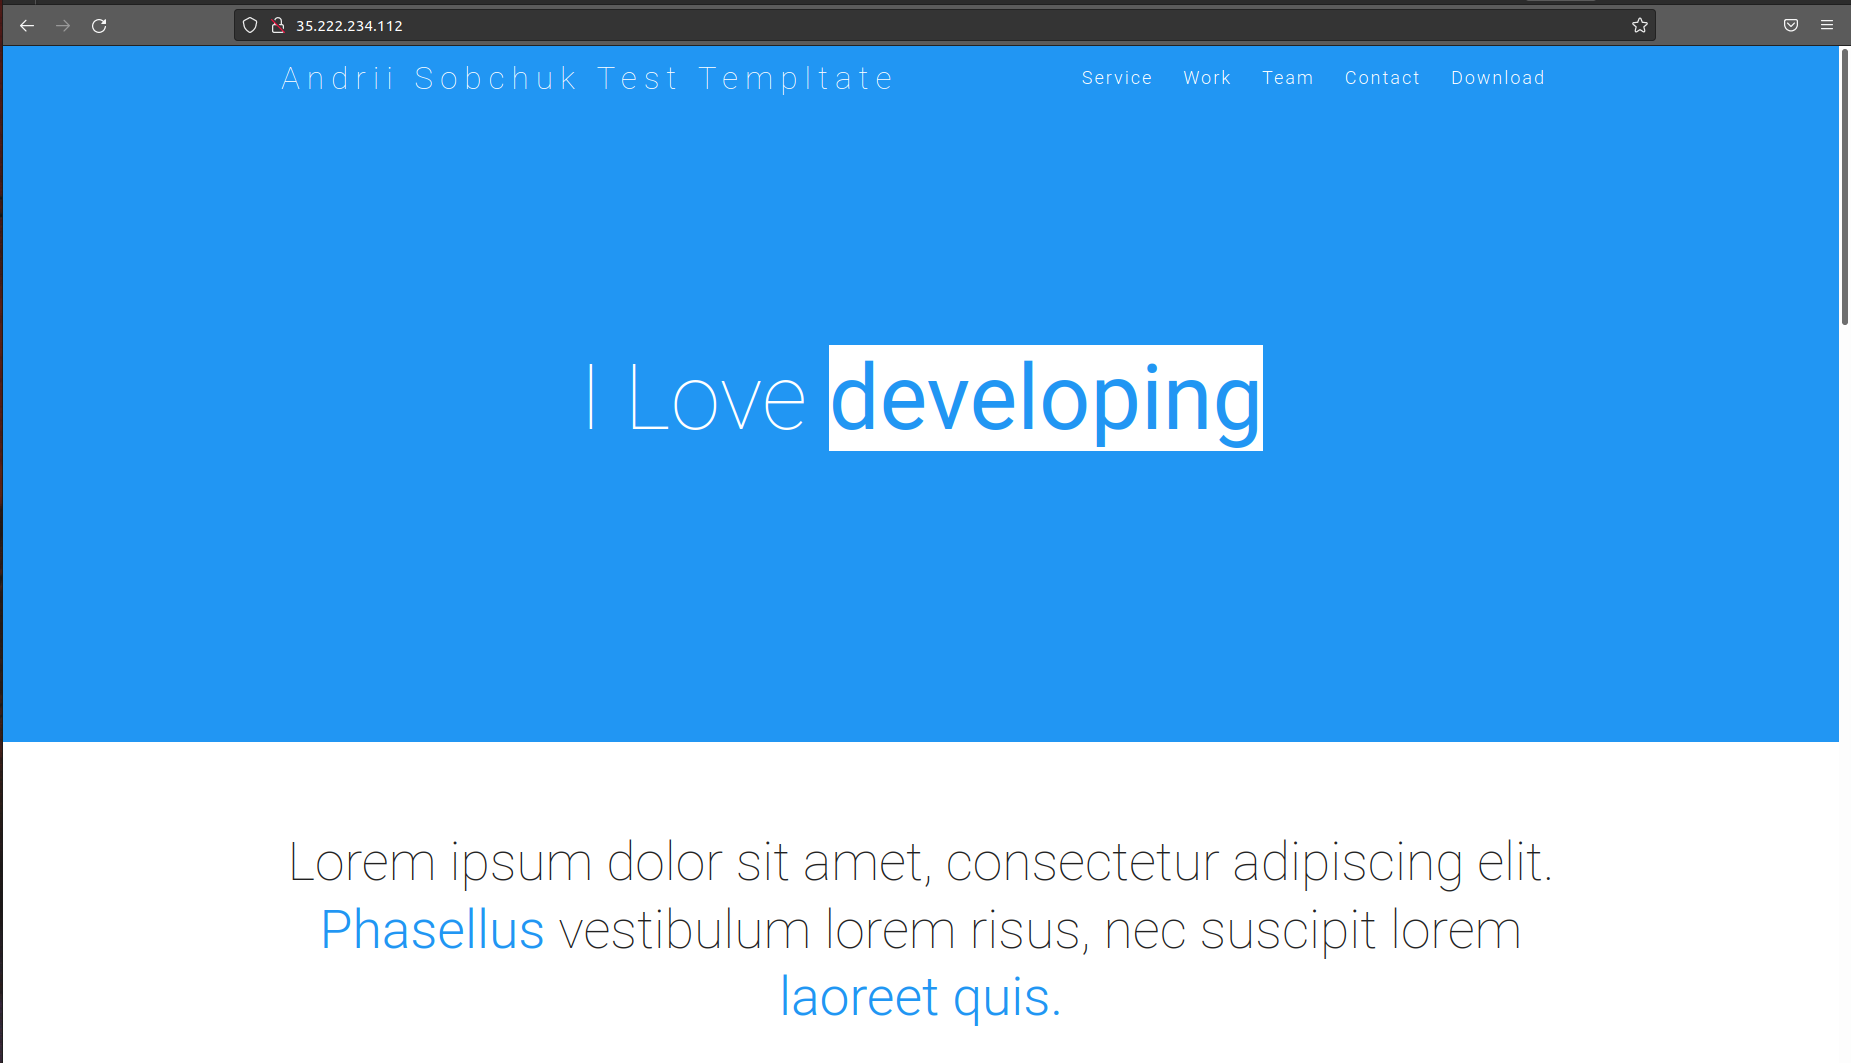 35.222.234.112
Andrii Sobchuk Test Templtate
Service Work Team Contact Download
I Love developing
Lorem ipsum dolor sit amet, consectetur adipiscing elit.
Phasellus vestibulum lorem risus, nec suscipit lorem
laoreet quis.